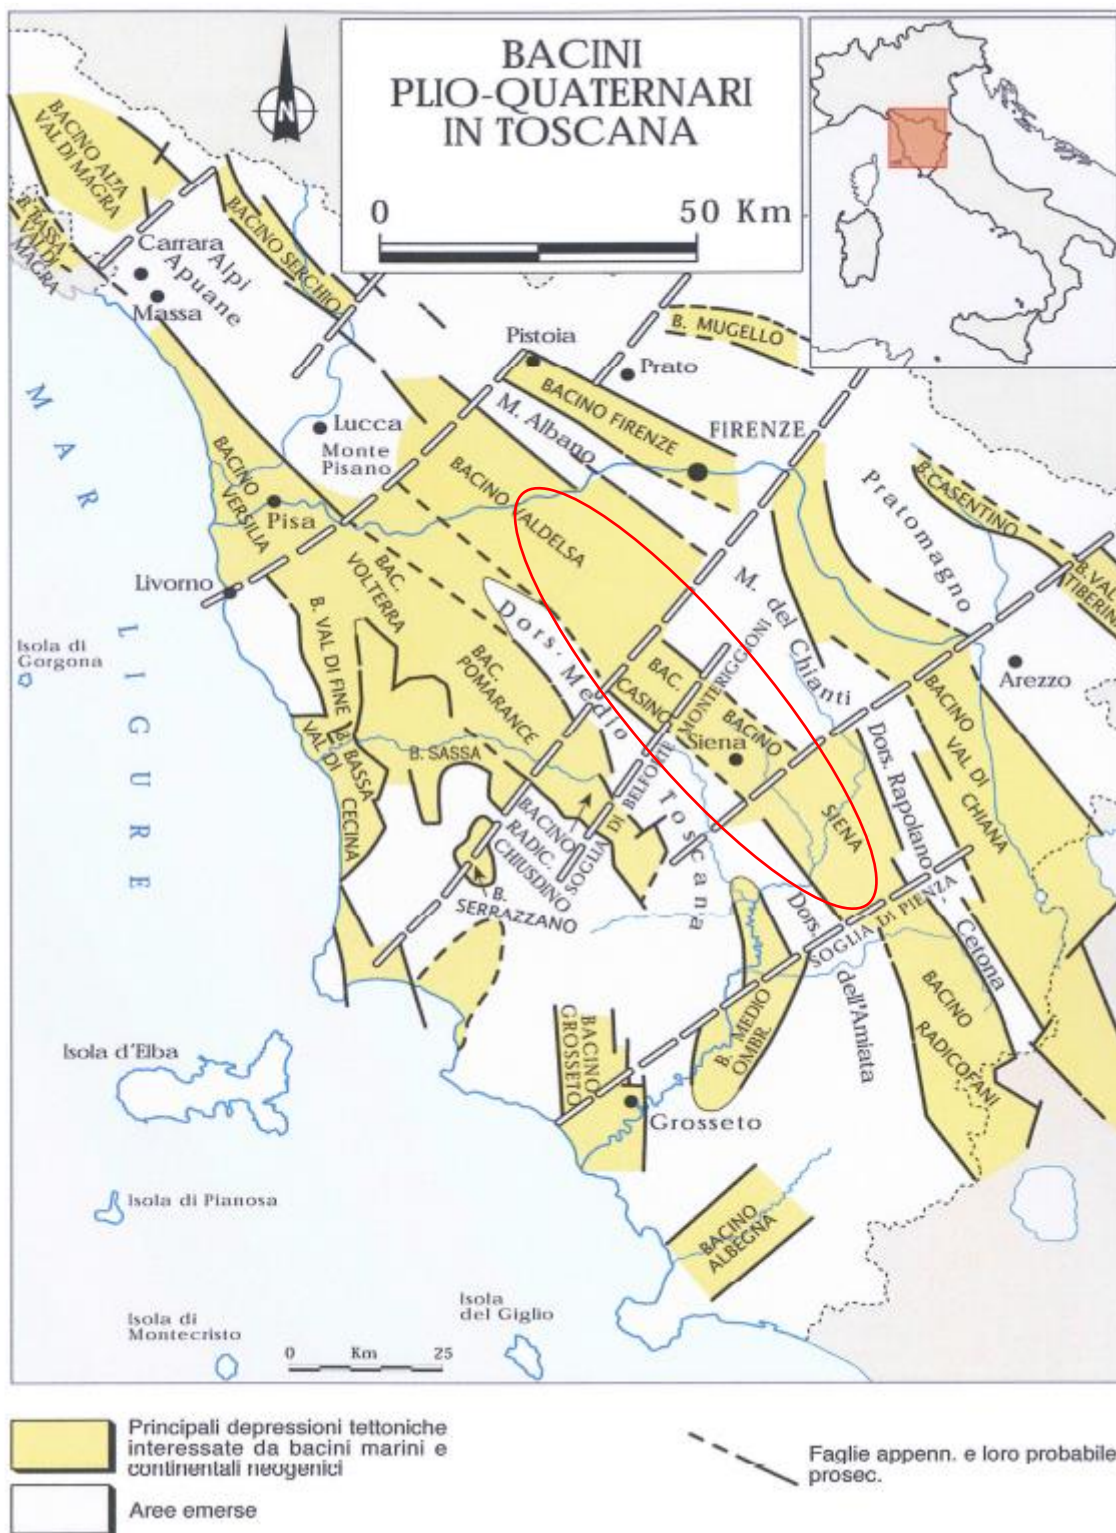 BACINI
PLIO-QUATERNARI
IN TOSCANA
0 50 Km
N
BACINO ALTA
VAL DI MAGRA
B. BASSA
VAL DI
MAGRA
Carrara
Alpi
Apuane
Massa
BACINO SERCHIO
Pistoia
Prato
B. MUGELLO
BACINO FIRENZE
FIRENZE
M. Albano
Lucca
Monte
Pisano
BACINO
VERSILIA
Pisa
BACINO VALDELSA
Pratomagno
B. CASENTINO
B. VAL
TIBERIN
MAR LIGURE
Livorno
BAC.
VOLTERRA
Isola di
Gorgona
B. VAL DI FINE
Dors. Medio Toscana
M. del Chianti
Arezzo
BAC.
POMARANCE
BAC.
CASINO
SOGLIA DI BELFORTE MONTERIGGIONI
BACINO
SIENA
Siena
Dors. Rapolano - Cetona
BACINO
VAL DI
CHIANA
B. SASSA
B. BASSA
VAL DI
CECINA
BACINO
RADIC.
CHIUSDINO
B.
SERRAZZANO
Dors.
dell'Amiata
SOGLIA DI PIENZA
BACINO
RADICOFANI
B. MEDIO
OMBR.
BACINO
GROSSETO
Isola d'Elba
Grosseto
Isola di Pianosa
BACINO
ALBEGNA
Isola di
Montecristo
Isola
del Giglio
0 Km 25
Principali depressioni tettoniche
interessate da bacini marini e
continentali neogenici
Aree emerse
Faglie appenn. e loro probabile
prosec.